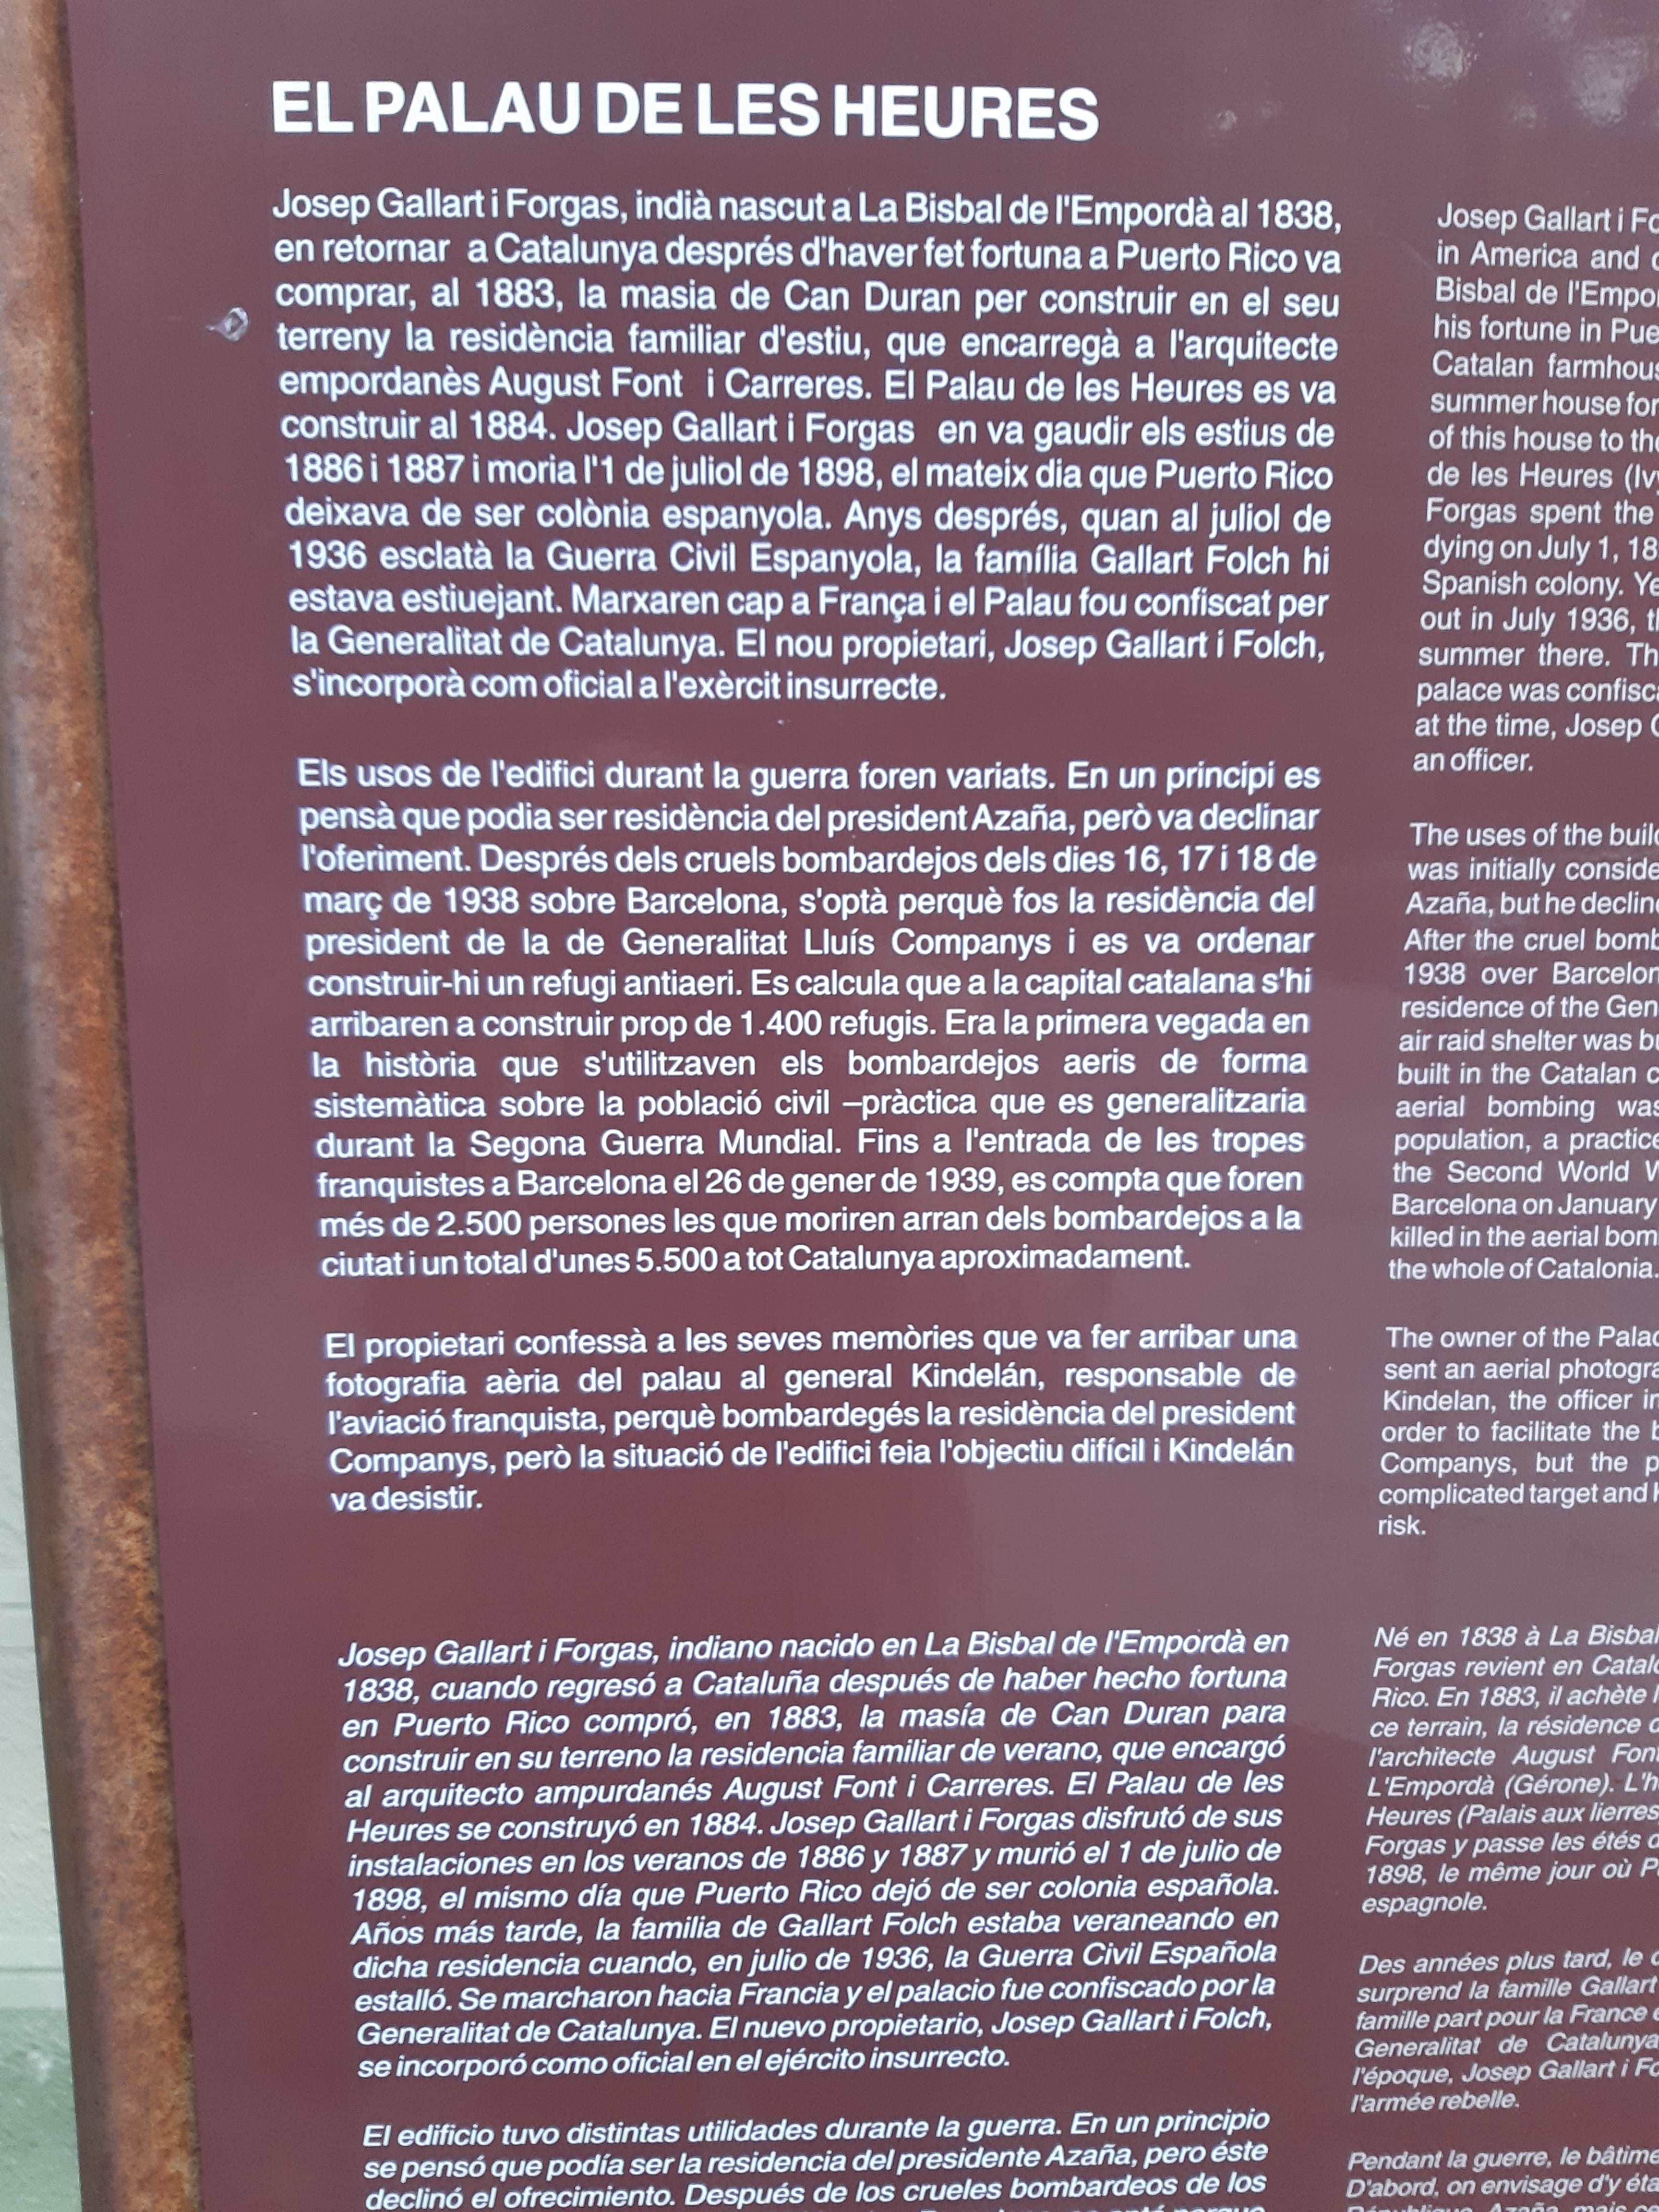 EL PALAU DE LES HEURES
Josep Gallart i Forgas, indià nascut a La Bisbal de l'Empordà al 1838,
en retornar a Catalunya després d'haver fet fortuna a Puerto Rico va
comprar, al 1883, la masia de Can Duran per construir en el seu
terreny la residència familiar d'estiu, que encarregà a l'arquitecte
empordanès August Font i Carreres. El Palau de les Heures es va
construir al 1884. Josep Gallart i Forgas en va gaudir els estius de
1886 i 1887 i moria l'1 de juliol de 1898, el mateix dia que Puerto Rico
deixava de ser colònia espanyola. Anys després, quan al juliol de
1936 esclatà la Guerra Civil Espanyola, la família Gallart Folch hi
estava estiuejant. Marxaren cap a França i el Palau fou confiscat per
la Generalitat de Catalunya. El nou propietari, Josep Gallart i Folch,
s'incorporà com oficial a l'exèrcit insurrecte.
Els usos de l'edifici durant la guerra foren variats. En un principi es
pensà que podia ser residència del president Azaña, però va declinar
l'oferiment. Després dels cruels bombardejos dels dies 16, 17 i 18 de
març de 1938 sobre Barcelona, s'optà perquè fos la residència del
president de la de Generalitat Lluís Companys i es va ordenar
construir-hi un refugi antiaeri. Es calcula que a la capital catalana s'hi
arribaren a construir prop de 1.400 refugis. Era la primera vegada en
la història que s'utilitzaven els bombardejos aeris de forma
sistemàtica sobre la població civil –pràctica que es generalitzaria
durant la Segona Guerra Mundial. Fins a l'entrada de les tropes
franquistes a Barcelona el 26 de gener de 1939, es compta que foren
més de 2.500 persones les que moriren arran dels bombardejos a la
ciutat i un total d'unes 5.500 a tot Catalunya aproximadament.
El propietari confessà a les seves memòries que va fer arribar una
fotografia aèria del palau al general Kindelán, responsable de
l'aviació franquista, perquè bombardegés la residència del president
Companys, però la situació de l'edifici feia l'objectiu difícil i Kindelán
va desistir.
Josep Gallart i Forgas, indiano nacido en La Bisbal de l'Empordà en
1838, cuando regresó a Cataluña después de haber hecho fortuna
en Puerto Rico compró, en 1883, la masía de Can Duran para
construir en su terreno la residencia familiar de verano, que encargó
al arquitecto ampurdanés August Font i Carreres. El Palau de les
Heures se construyó en 1884. Josep Gallart i Forgas disfrutó de sus
instalaciones en los veranos de 1886 y 1887 y murió el 1 de julio de
1898, el mismo día que Puerto Rico dejó de ser colonia española.
Años más tarde, la familia de Gallart Folch estaba veraneando en
dicha residencia cuando, en julio de 1936, la Guerra Civil Española
estalló. Se marcharon hacia Francia y el palacio fue confiscado por la
Generalitat de Catalunya. El nuevo propietario, Josep Gallart i Folch,
se incorporó como oficial en el ejército insurrecto.
El edificio tuvo distintas utilidades durante la guerra. En un principio
se pensó que podía ser la residencia del presidente Azaña, pero éste
declinó el ofrecimiento. Después de los crueles bombardeos de los
Josep Gallart i
in America and
Bisbal de
his fortune in
Catalan
summer house for
of this house to
de les Heures
Forgas spent the
dying on July 1,
Spanish colony.
out in July 1936,
summer there.
palace was
at the time, Josep
an officer.
The uses of the
was initially
Azaña, but he
After the cruel
1938 over
residence of the
air raid shelter was
built in the Catalan
aerial bombing
population, a
the Second World
Barcelona on January
killed in the aerial
the whole of Catalonia.
The owner of the
sent an aerial
Kindelan, the officer
order to facilitate the
Companys, but the
complicated target and
risk.
Né en 1838 à La Bisbal
Forgas revient en
Rico. En 1883, il achète
ce terrain, la résidence
l'architecte August
L'Empordà (Gérone).
Heures (Palais aux lierres
Forgas y passe les étés
1898, le même jour où
espagnole.
Des années plus tard, le
surprend la famille Gallart
famille part pour la France
Generalitat de Catalunya
l'époque, Josep Gallart i
l'armée rebelle.
Pendant la guerre, le
D'abord, on envisage d'y